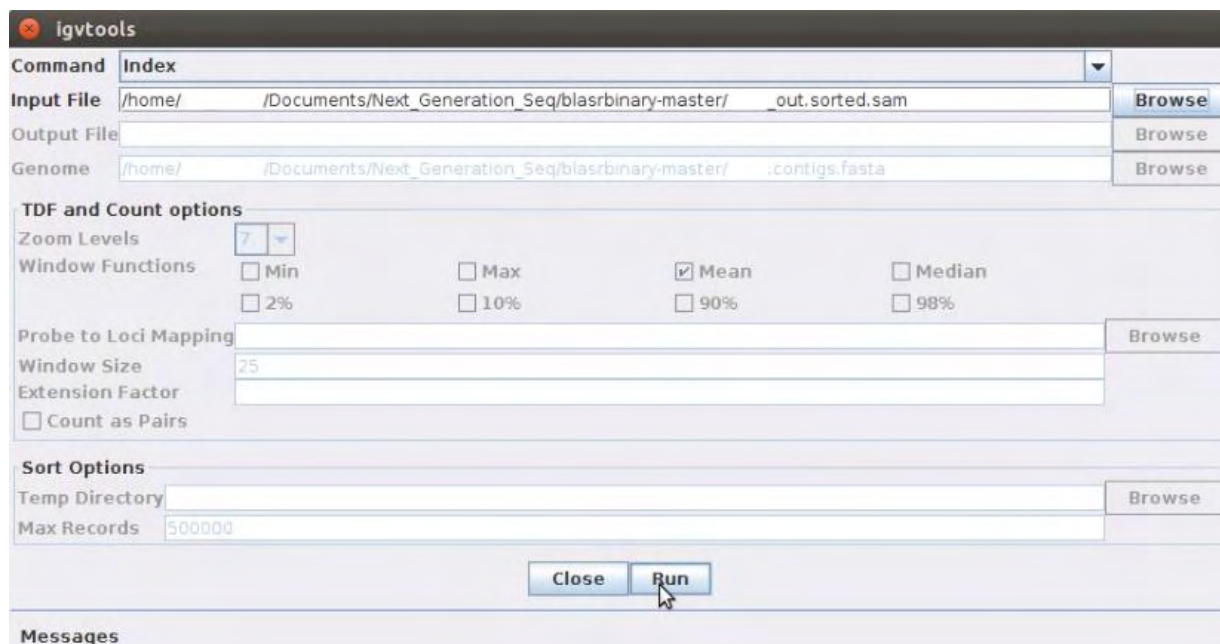 igvtools
Command Index
Input File /home/ /Documents/Next_Generation_Seq/blasrbinary-master/ _out.sorted.sam Browse
Output File Browse
Genome /home/ /Documents/Next_Generation_Seq/blasrbinary-master/ .contigs.fasta Browse
TDF and Count options
Zoom Levels 7
Window Functions Min Max Mean Median
2% 10% 90% 98%
Probe to Loci Mapping Browse
Window Size 25
Extension Factor
Count as Pairs
Sort Options
Temp Directory Browse
Max Records 500000
Close Run
Messages